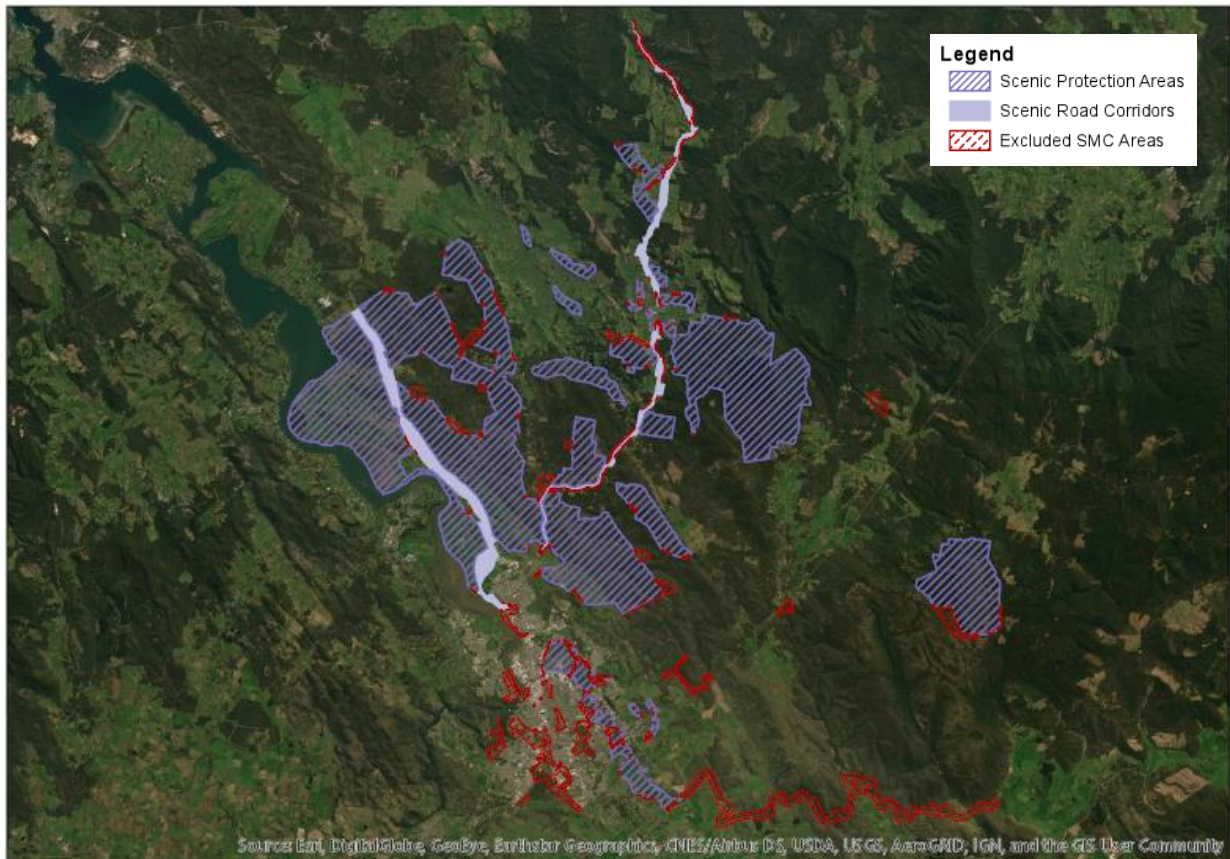 Legend
Scenic Protection Areas
Scenic Road Corridors
Excluded SMC Areas
Source: Esri, DigitalGlobe, GeoEye, Earthstar Geographics, CNES/Airbus DS, USDA, USGS, AeroGRID, IGN, and the GIS User Community